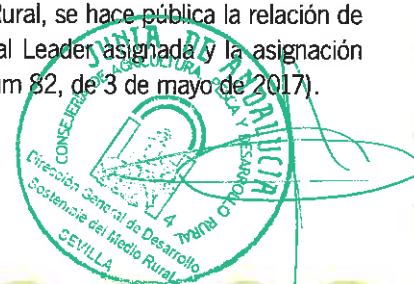 Rural, se hace pública la relación de
al Leader asignada y la asignación
um 82, de 3 de mayo de 2017).
JUNTA DE ANDALUCIA
CONSEJERIA DE AGRICULTURA, PESCA Y DESARROLLO RURAL
Dirección General de Desarrollo
Sostenible del Medio Rural
4
SEVILLA